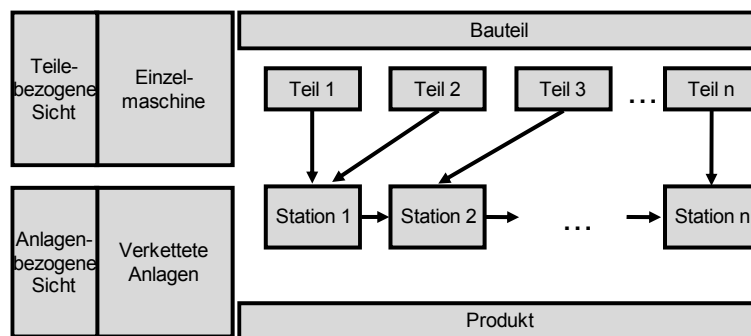 Teile-
bezogene
Sicht
Einzel-
maschine
Bauteil
Teil 1
Teil 2
Teil 3
...
Teil n
Anlagen-
bezogene
Sicht
Verkettete
Anlagen
Station 1
Station 2
...
Station n
Produkt